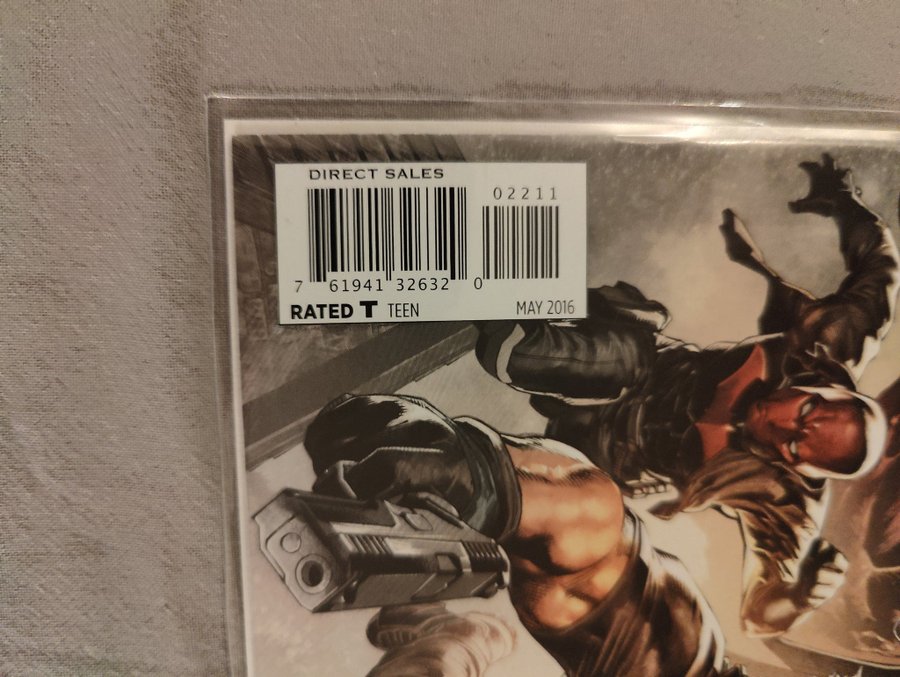 DIRECT SALES
02211
7 61941 32632 0
RATED T TEEN MAY 2016